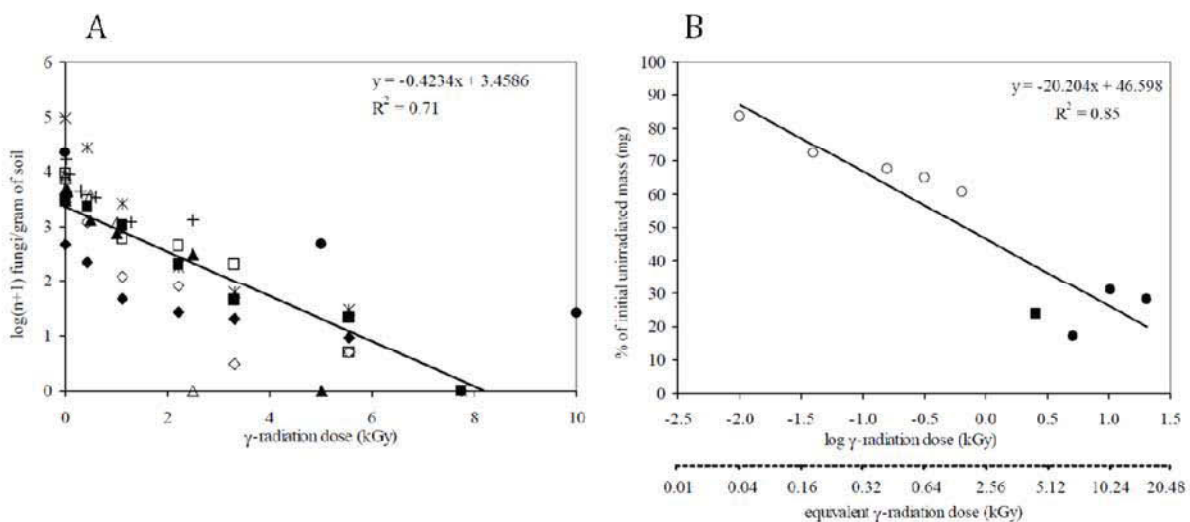 A
6
5
4
3
2
1
0
log(n+1) fungi/gram of soil
y = -0.4234x + 3.4586
R² = 0.71
0 2 4 6 8 10
γ-radiation dose (kGy)
B
100
90
80
70
60
50
40
30
20
10
0
% of initial unirradiated mass (mg)
y = -20.204x + 46.598
R² = 0.85
-2.5 -2.0 -1.5 -1.0 -0.5 0.0 0.5 1.0 1.5
log γ-radiation dose (kGy)
0.01 0.04 0.16 0.32 0.64 2.56 5.12 10.24 20.48
equivalent γ-radiation dose (kGy)